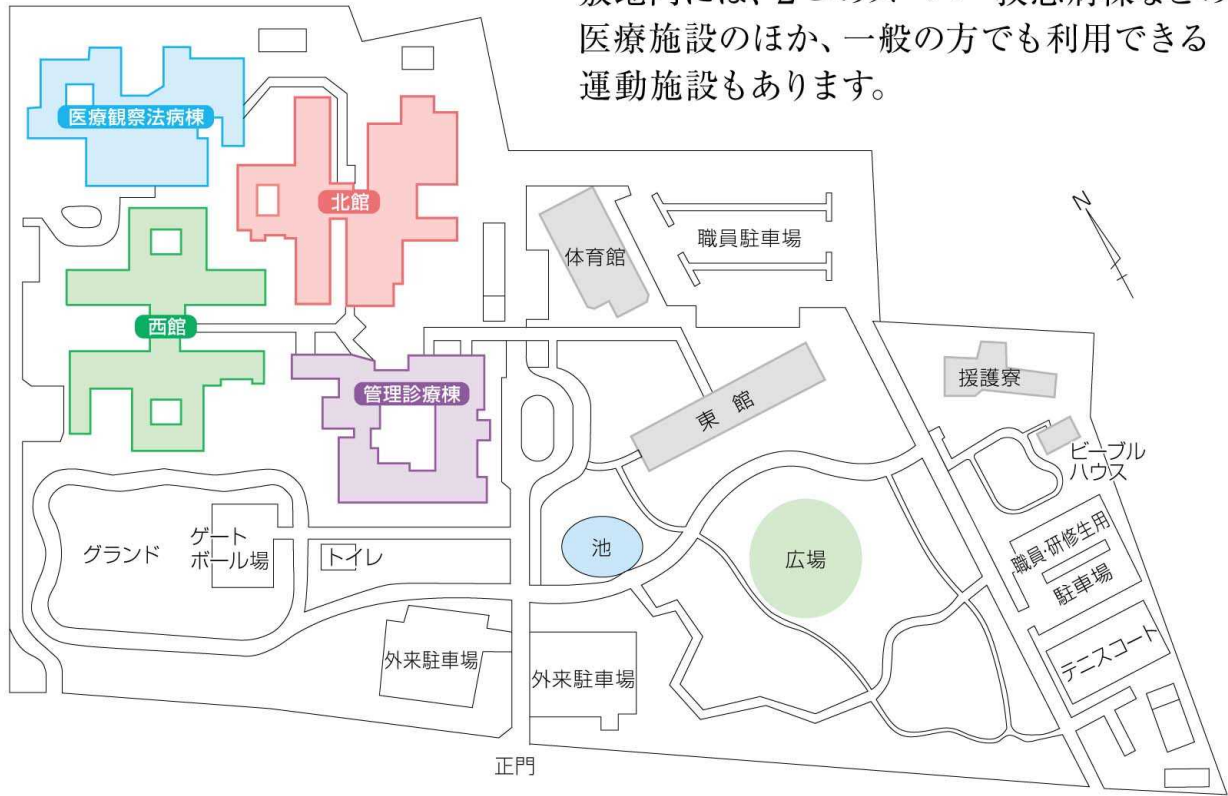 医療施設のほか、一般の方でも利用できる
運動施設もあります。
医療観察法病棟
北館
西館
管理診療棟
体育館
職員駐車場
N
東館
援護寮
ピープル
ハウス
グランド
ゲート
ボール場
トイレ
池
広場
職員・研修生用
駐車場
テニスコート
外来駐車場
外来駐車場
正門